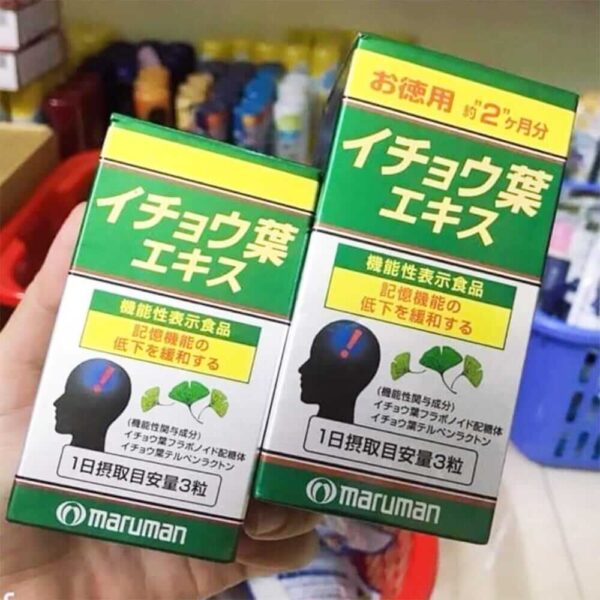 イチョウ葉
エキス
機能性表示食品
記憶機能の
低下を緩和する
(機能性関与成分)
イチョウ葉フラボノイド配糖体
イチョウ葉テルペンラクトン
1日摂取目安量3粒
maruman
お徳用 約"2"ヶ月分
イチョウ葉
エキス
機能性表示食品
記憶機能の
低下を緩和する
(機能性関与成分)
イチョウ葉フラボノイド配糖体
イチョウ葉テルペンラクトン
1日摂取目安量3粒
maruman